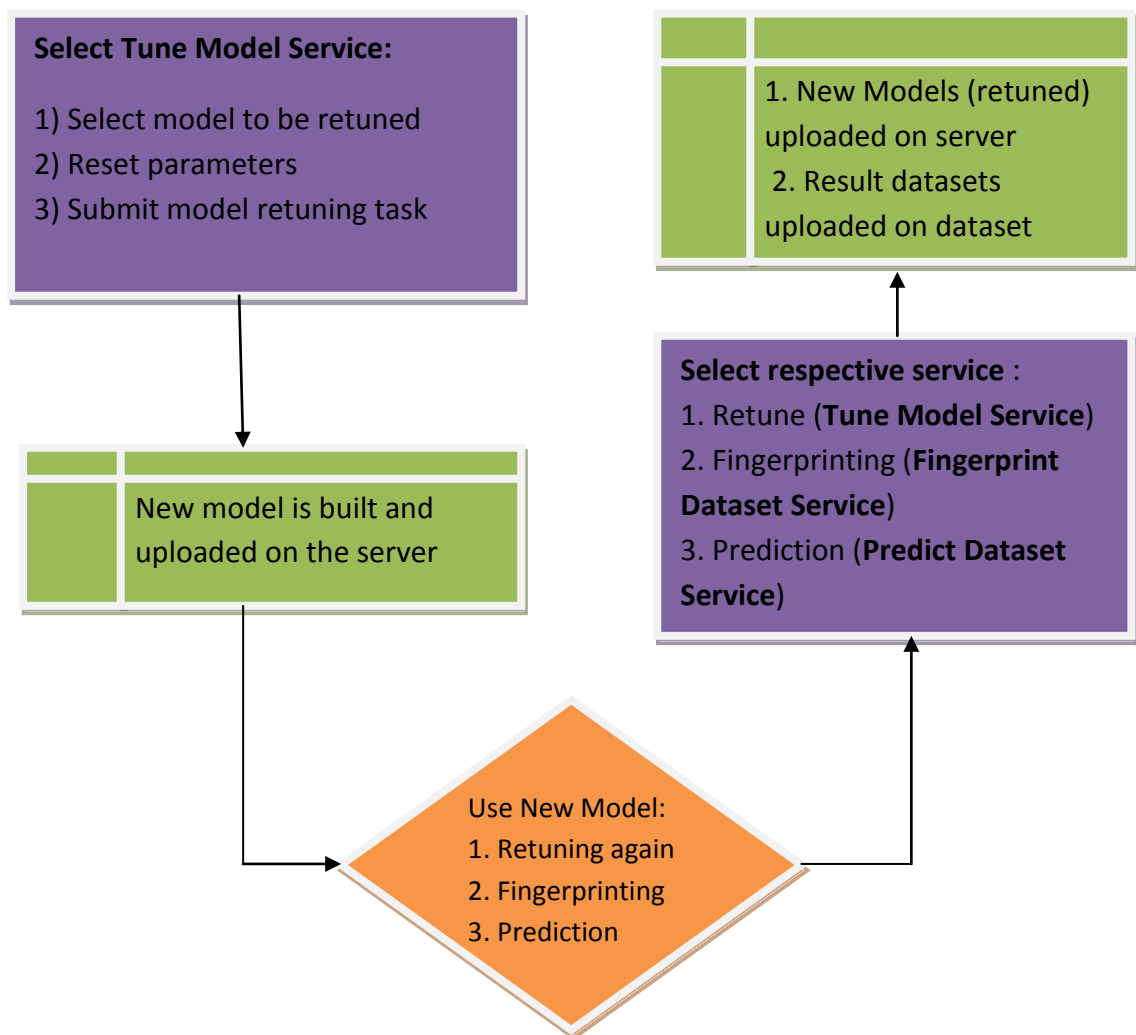 Select Tune Model Service:
1) Select model to be retuned
2) Reset parameters
3) Submit model retuning task
New model is built and
uploaded on the server
Use New Model:
1. Retuning again
2. Fingerprinting
3. Prediction
Select respective service :
1. Retune (Tune Model Service)
2. Fingerprinting (Fingerprint
Dataset Service)
3. Prediction (Predict Dataset
Service)
1. New Models (retuned)
uploaded on server
2. Result datasets
uploaded on dataset